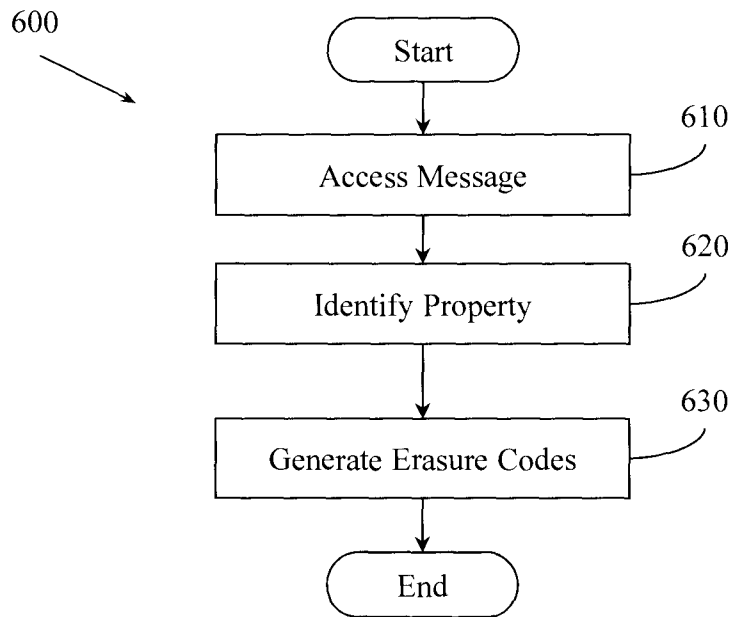 600
Start
610
Access Message
620
Identify Property
630
Generate Erasure Codes
End